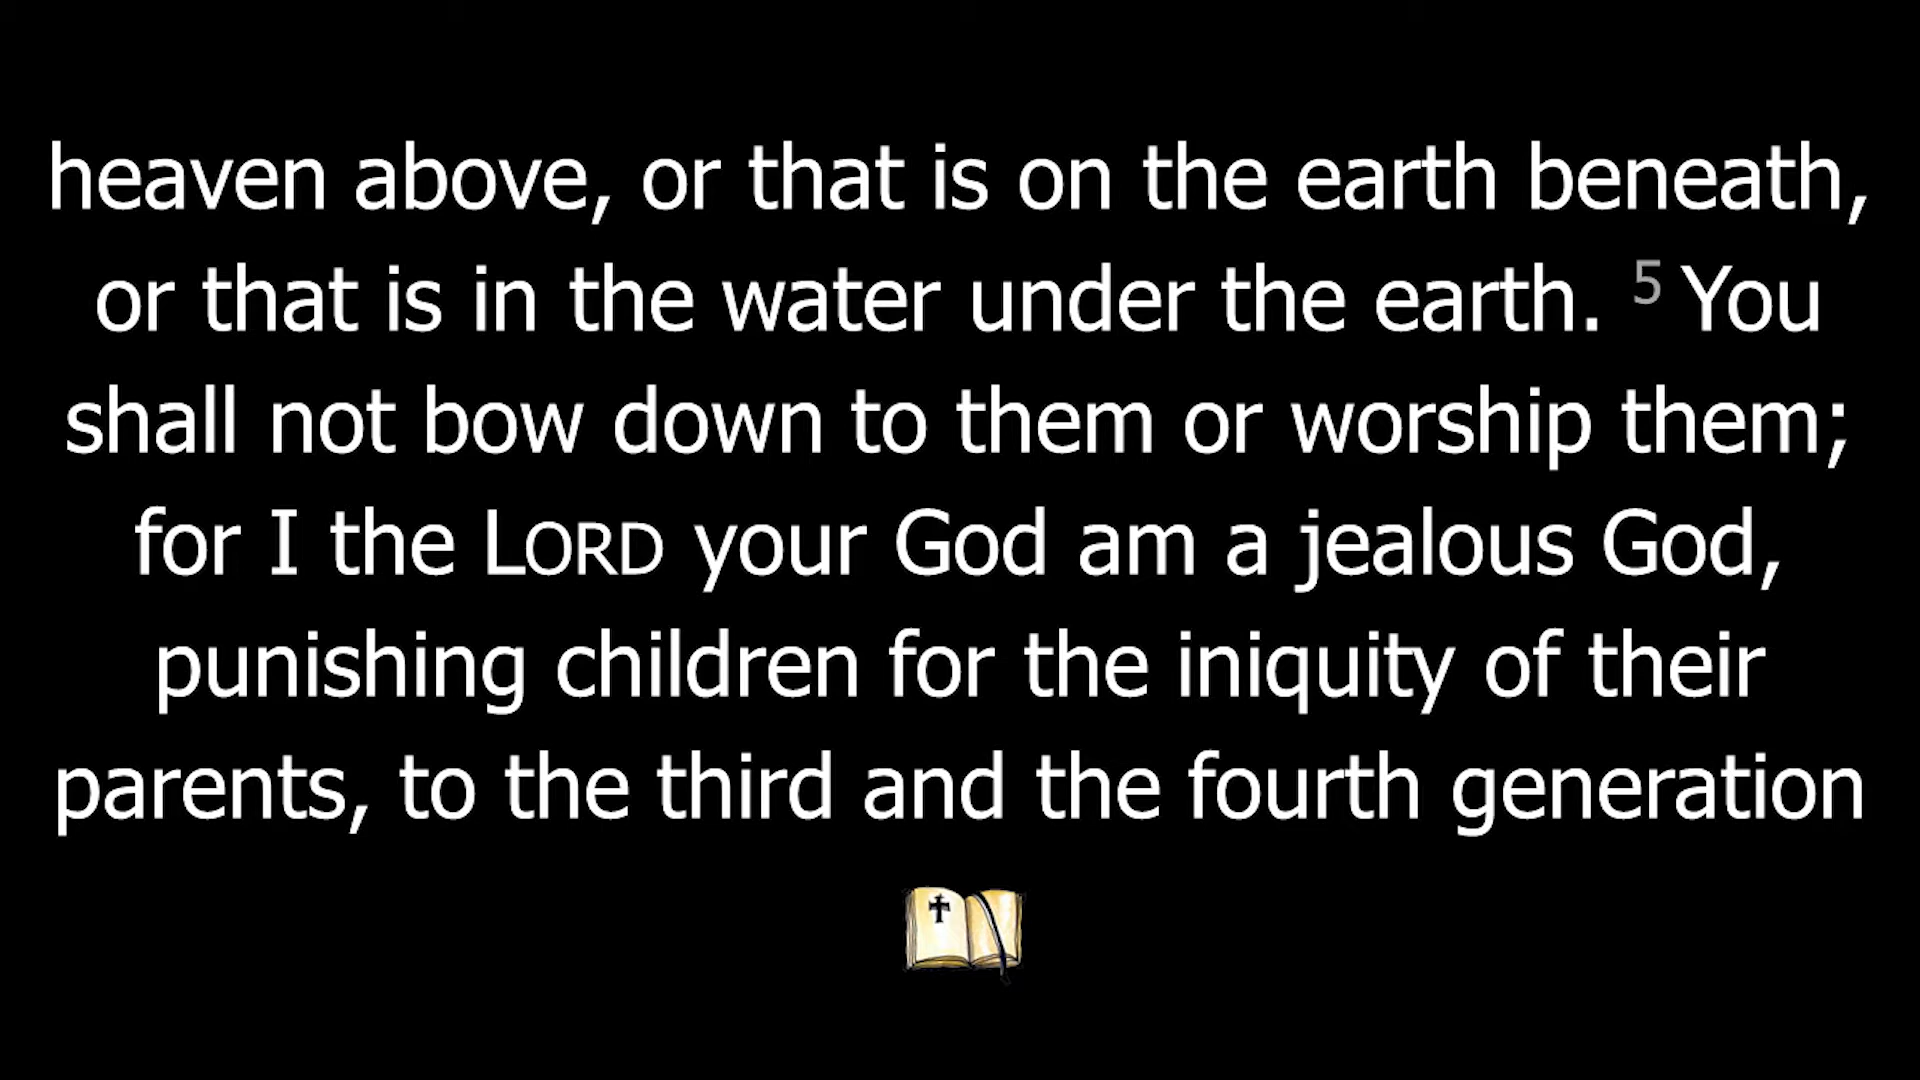 heaven above, or that is on the earth beneath,
or that is in the water under the earth. 5 You
shall not bow down to them or worship them;
for I the LORD your God am a jealous God,
punishing children for the iniquity of their
parents, to the third and the fourth generation